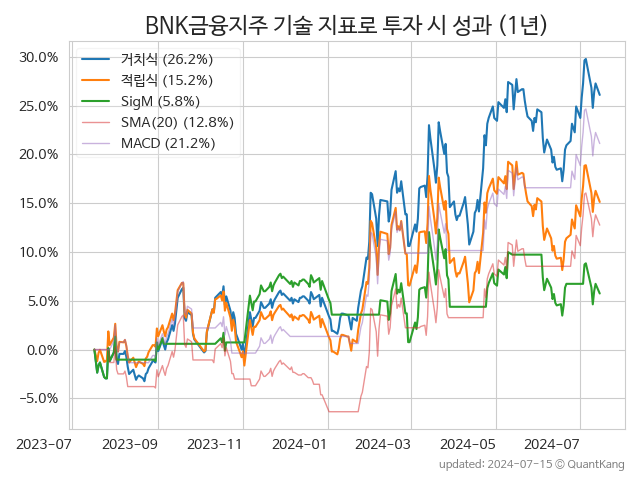 BNK금융지주 기술 지표로 투자 시 성과 (1년)
30.0%
25.0%
20.0%
15.0%
10.0%
5.0%
0.0%
−5.0%
거치식 (26.2%)
적립식 (15.2%)
SigM (5.8%)
SMA(20) (12.8%)
MACD (21.2%)
2023-07
2023-09
2023-11
2024-01
2024-03
2024-05
2024-07
updated: 2024-07-15 © QuantKang